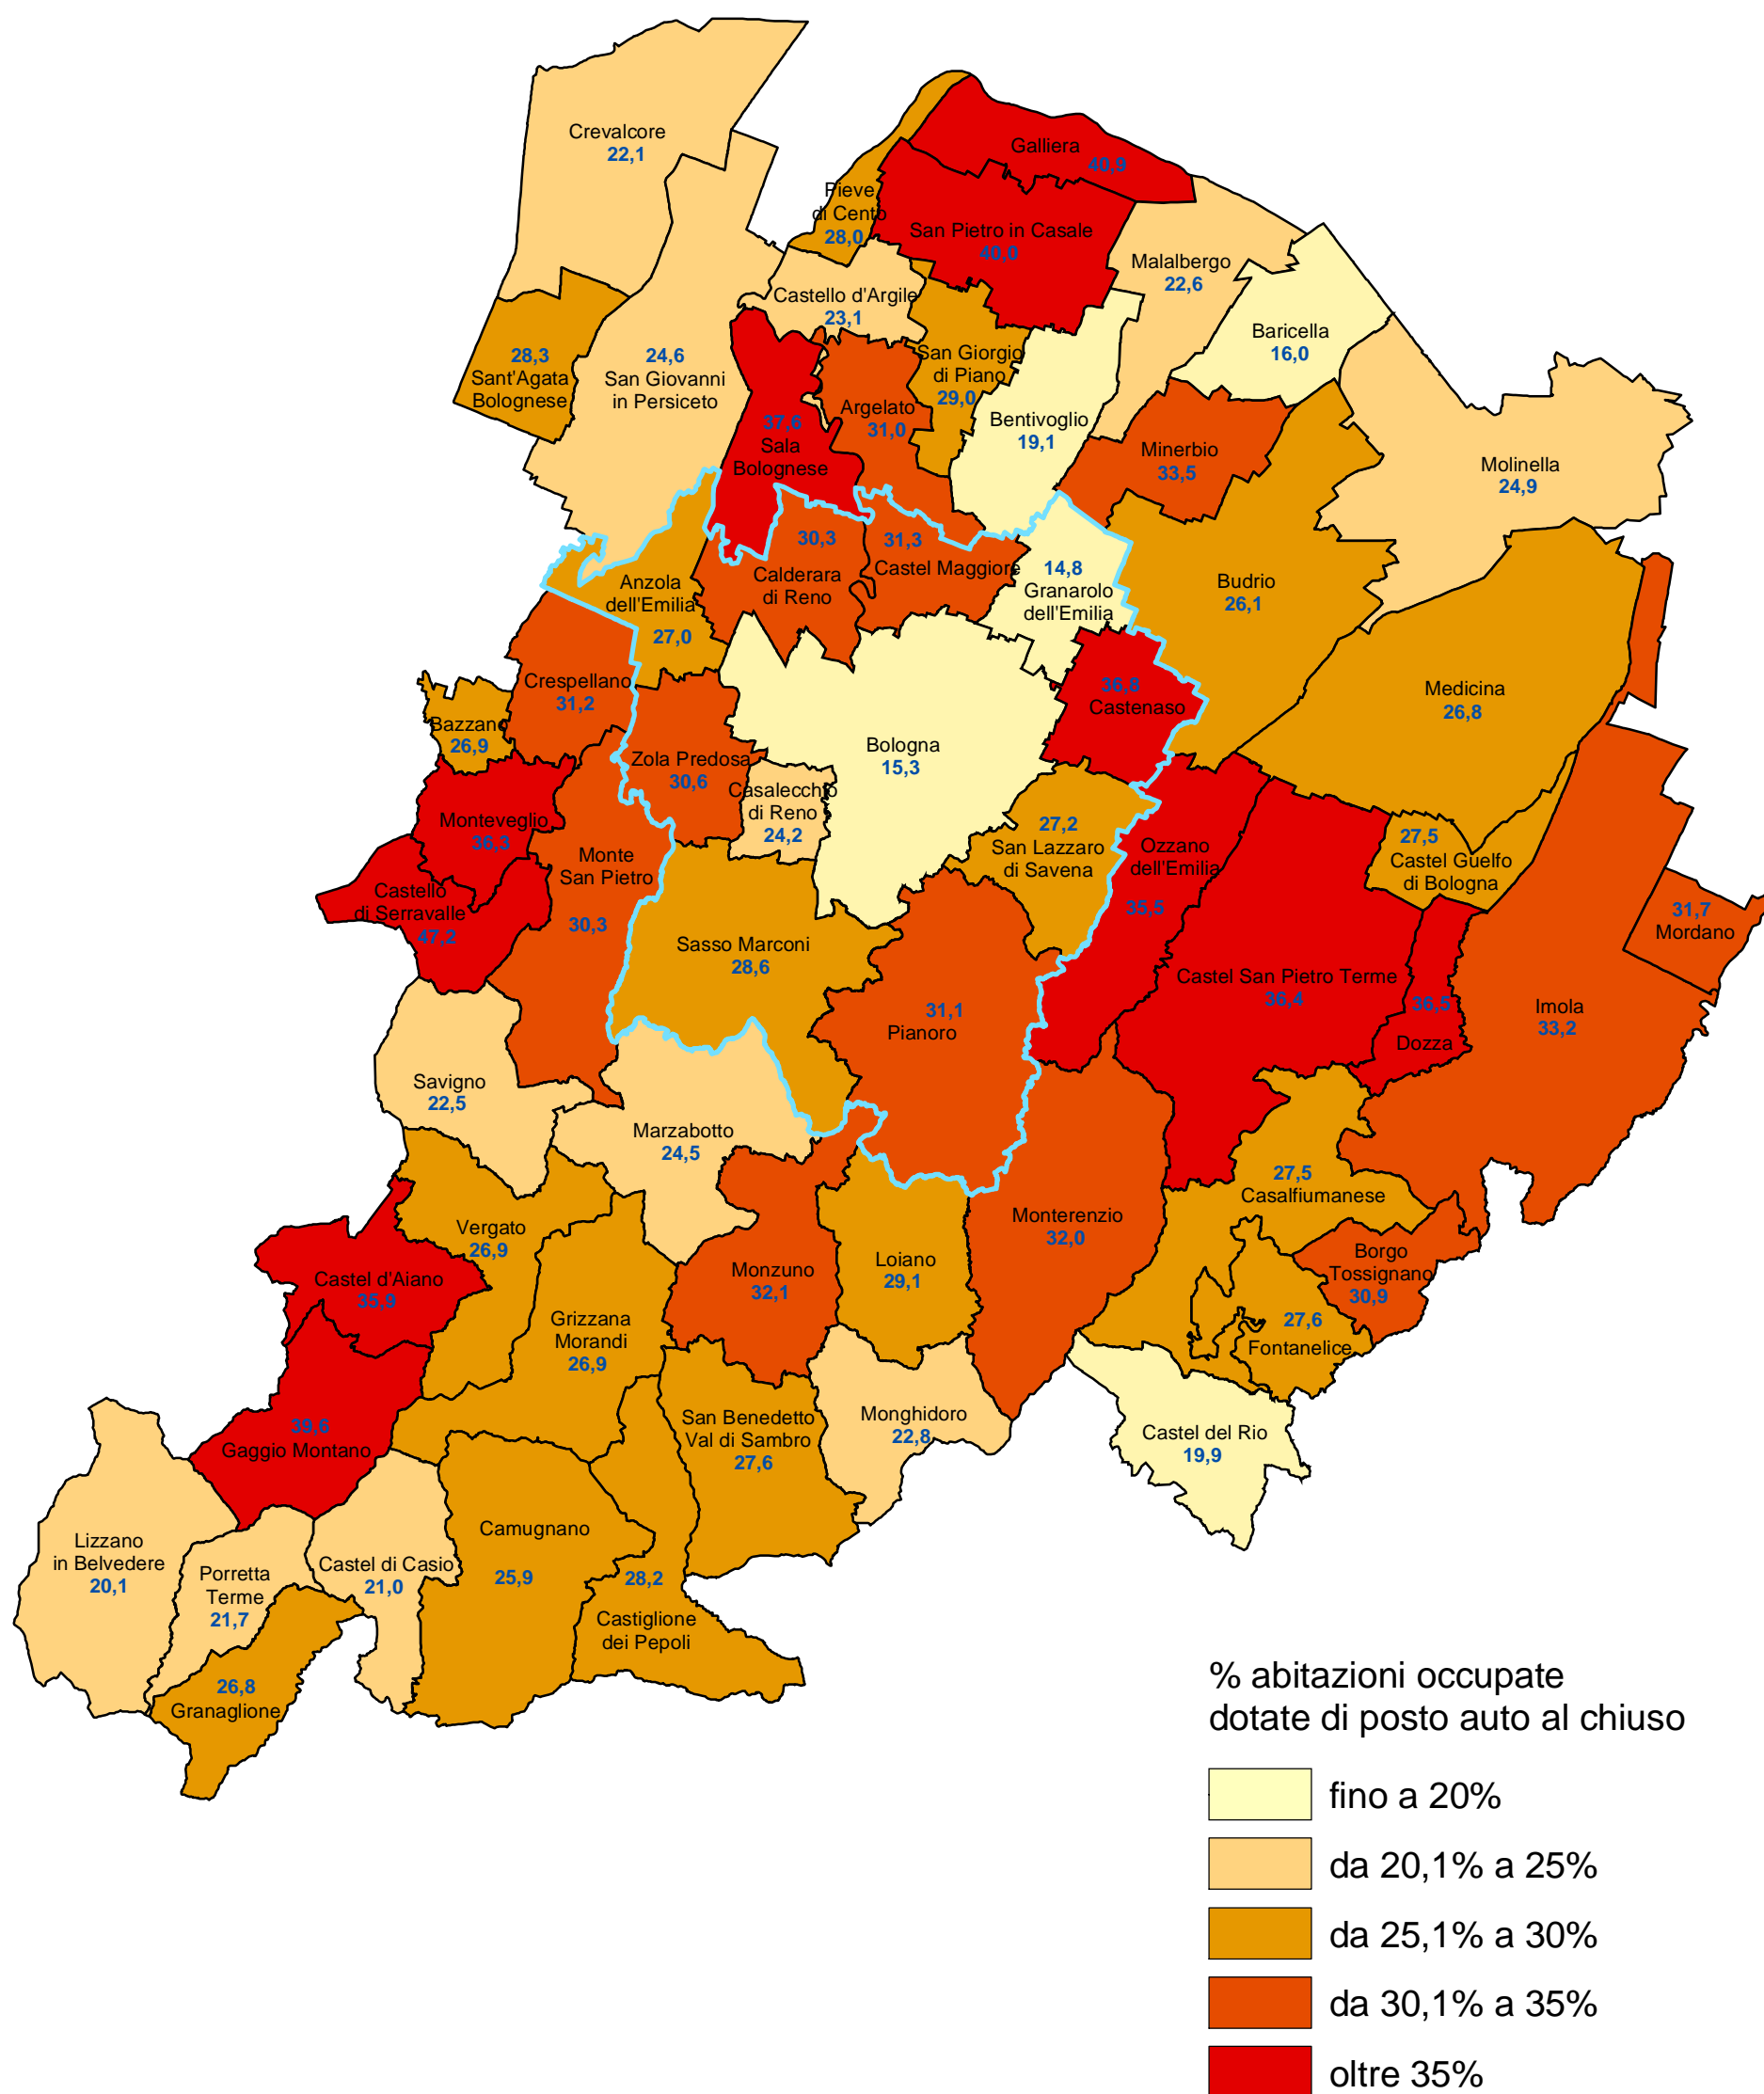 Crevalcore
22,1
Galliera
40,9
Pieve
di Cento
28,0
San Pietro in Casale
40,0
Malalbergo
22,6
Castello d'Argile
23,1
Baricella
16,0
28,3
Sant'Agata
Bolognese
24,6
San Giovanni
in Persiceto
San Giorgio
di Piano
29,0
37,6
Sala
Bolognese
Argelato
31,0
Bentivoglio
19,1
Minerbio
33,5
Molinella
24,9
30,3
Calderara
di Reno
31,3
Castel Maggiore
14,8
Granarolo
dell'Emilia
Anzola
dell'Emilia
27,0
Budrio
26,1
Crespellano
31,2
36,8
Castenaso
Medicina
26,8
Bazzano
26,9
Zola Predosa
30,6
Bologna
15,3
Casalecchio
di Reno
24,2
Monteveglio
36,3
Monte
San Pietro
30,3
27,2
San Lazzaro
di Savena
Ozzano
dell'Emilia
35,5
27,5
Castel Guelfo
di Bologna
Castello
di Serravalle
47,2
31,7
Mordano
Sasso Marconi
28,6
Castel San Pietro Terme
36,4
31,1
Pianoro
36,5
Dozza
Imola
33,2
Savigno
22,5
Marzabotto
24,5
27,5
Casalfiumanese
Vergato
26,9
Monterenzio
32,0
Castel d'Aiano
35,9
Monzuno
32,1
Loiano
29,1
Borgo
Tossignano
30,9
Grizzana
Morandi
26,9
27,6
Fontanelice
39,6
Gaggio Montano
San Benedetto
Val di Sambro
27,6
Monghidoro
22,8
Castel del Rio
19,9
Lizzano
in Belvedere
20,1
Porretta
Terme
21,7
Castel di Casio
21,0
Camugnano
25,9
28,2
Castiglione
dei Pepoli
26,8
Granaglione
% abitazioni occupate
dotate di posto auto al chiuso
fino a 20%
da 20,1% a 25%
da 25,1% a 30%
da 30,1% a 35%
oltre 35%